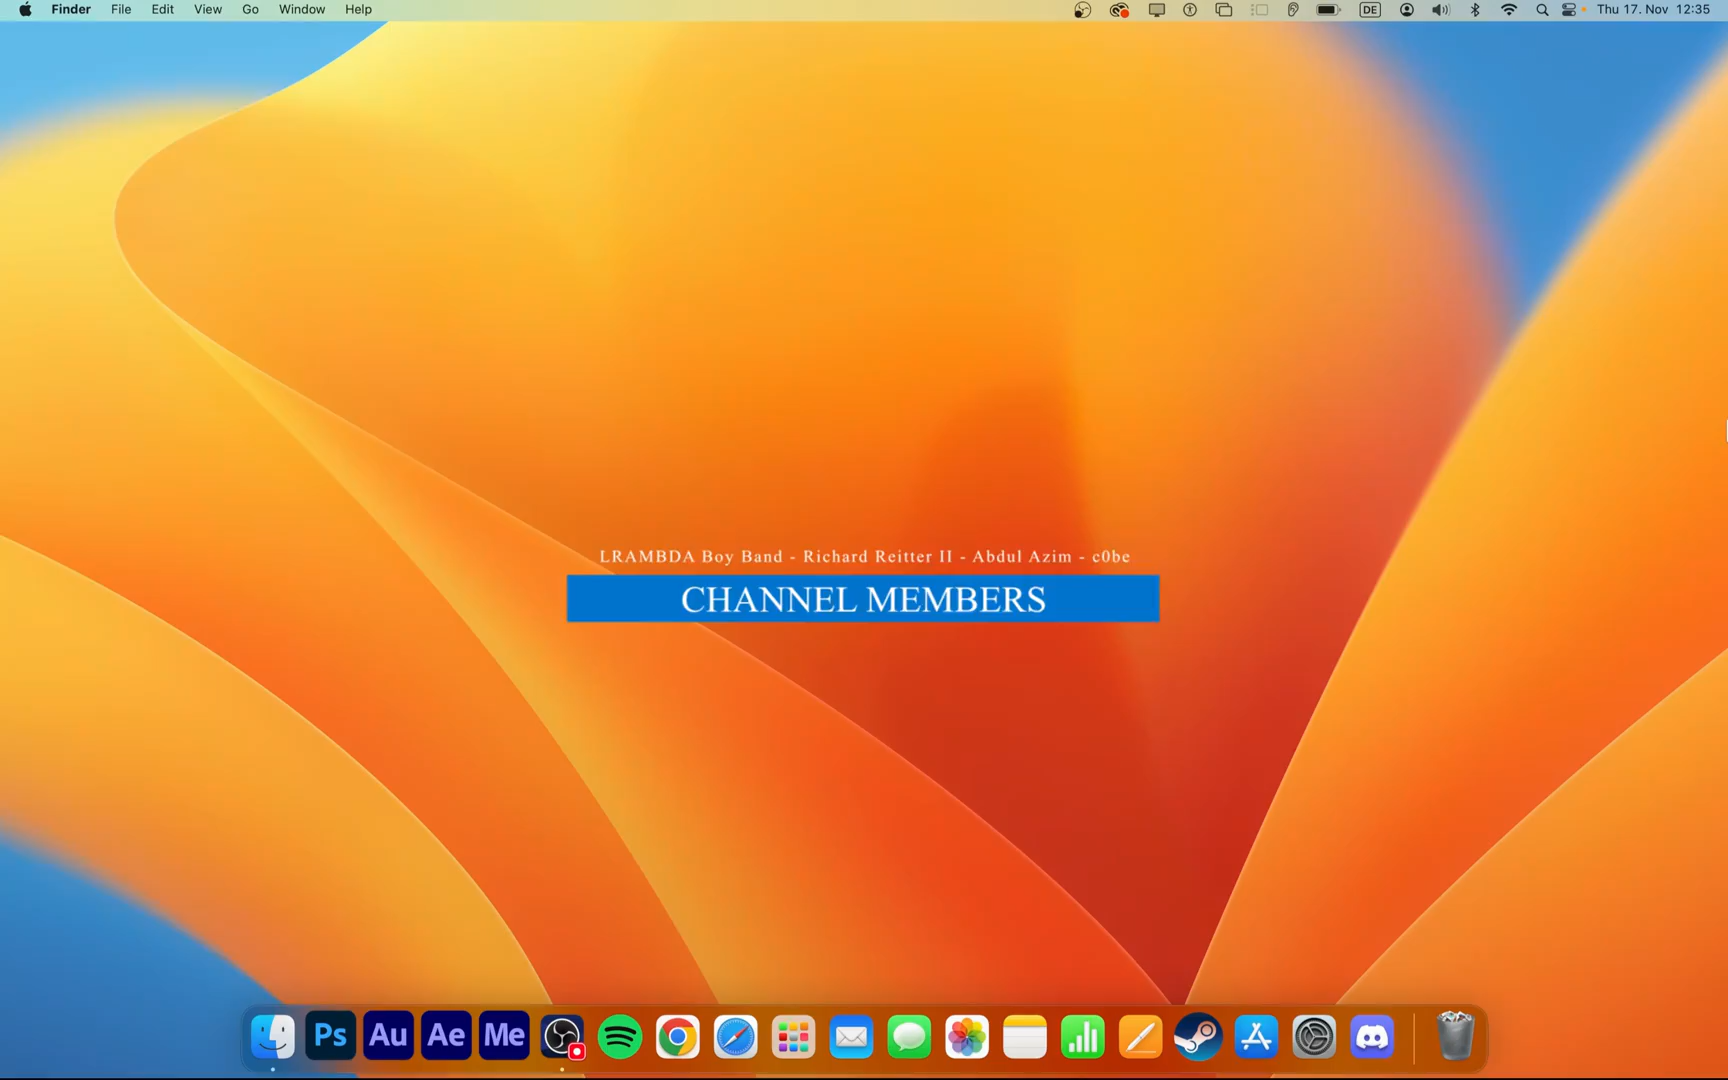 Finder File Edit View Go Window Help DE Thu 17. Nov 12:35
LRAMBDA Boy Band - Richard Reitter II - Abdul Azim - c0be
CHANNEL MEMBERS
Ps Au Ae Me